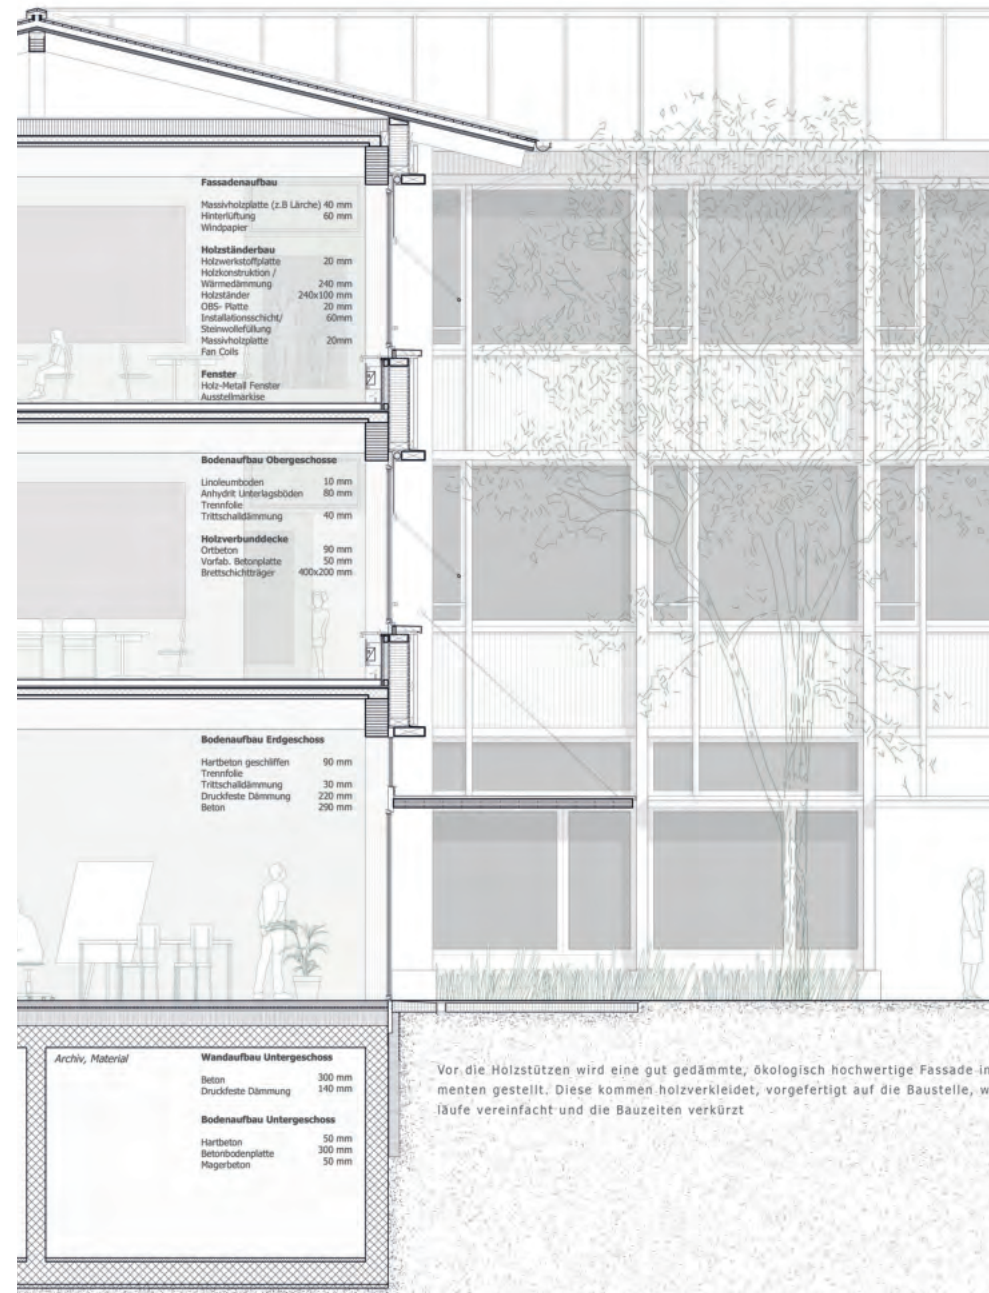 Fassadenaufbau
Massivholzplatte (z.B Lärche) 40 mm
Hinterlüftung 60 mm
Windpapier
Holzständerbau
Holzwerkstoffplatte 20 mm
Holzkonstruktion /
Wärmedämmung 240 mm
Holzständer 240x100 mm
OBS- Platte 20 mm
Installationsschicht/ 60mm
Steinwollefüllung
Massivholzplatte 20mm
Fan Coils
Fenster
Holz-Metall Fenster
Ausstellmarkise
Bodenaufbau Obergeschosse
Linoleumboden 10 mm
Anhydrit Unterlagsböden 80 mm
Trennfolie
Trittschalldämmung 40 mm
Holzverbunddecke
Ortbeton 90 mm
Vorfab. Betonplatte 50 mm
Brettschichtträger 400x200 mm
Bodenaufbau Erdgeschoss
Hartbeton geschliffen 90 mm
Trennfolie
Trittschalldämmung 30 mm
Druckfeste Dämmung 220 mm
Beton 290 mm
Archiv, Material
Wandaufbau Untergeschoss
Beton 300 mm
Druckfeste Dämmung 140 mm
Bodenaufbau Untergeschoss
Hartbeton 50 mm
Betonbodenplatte 300 mm
Magerbeton 50 mm
Vor die Holzstützen wird eine gut gedämmte, ökologisch hochwertige Fassade in
menten gestellt. Diese kommen holzverkleidet, vorgefertigt auf die Baustelle, w
läufe vereinfacht und die Bauzeiten verkürzt